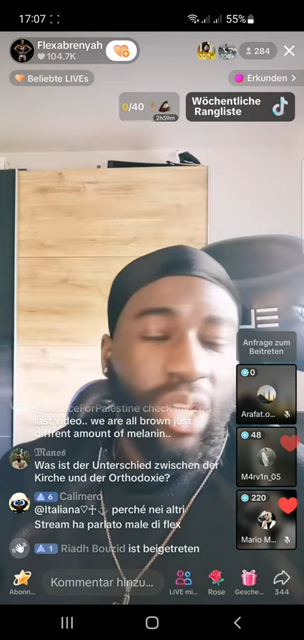 17:07
55%
Flexabrenyah
104.7K
284
Beliebte LIVEs
Erkunden >
0/40
2h59m
Wöchentliche
Rangliste
Anfrage zum
Beitreten
0
Arafat.o...
last video.. we are all brown just
diffrent amount of melanin..
48
M4rv1n_05
Manos
Was ist der Unterschied zwischen der
Kirche und der Orthodoxie?
220
Mario M...
6 Calimero
@Italiana♡☦ perché nei altri
Stream ha parlato male di flex
1 Riadh Bouzid ist beigetreten
Kommentar hinzu...
Abonn...
LIVE mi...
Rose
Gesche...
344